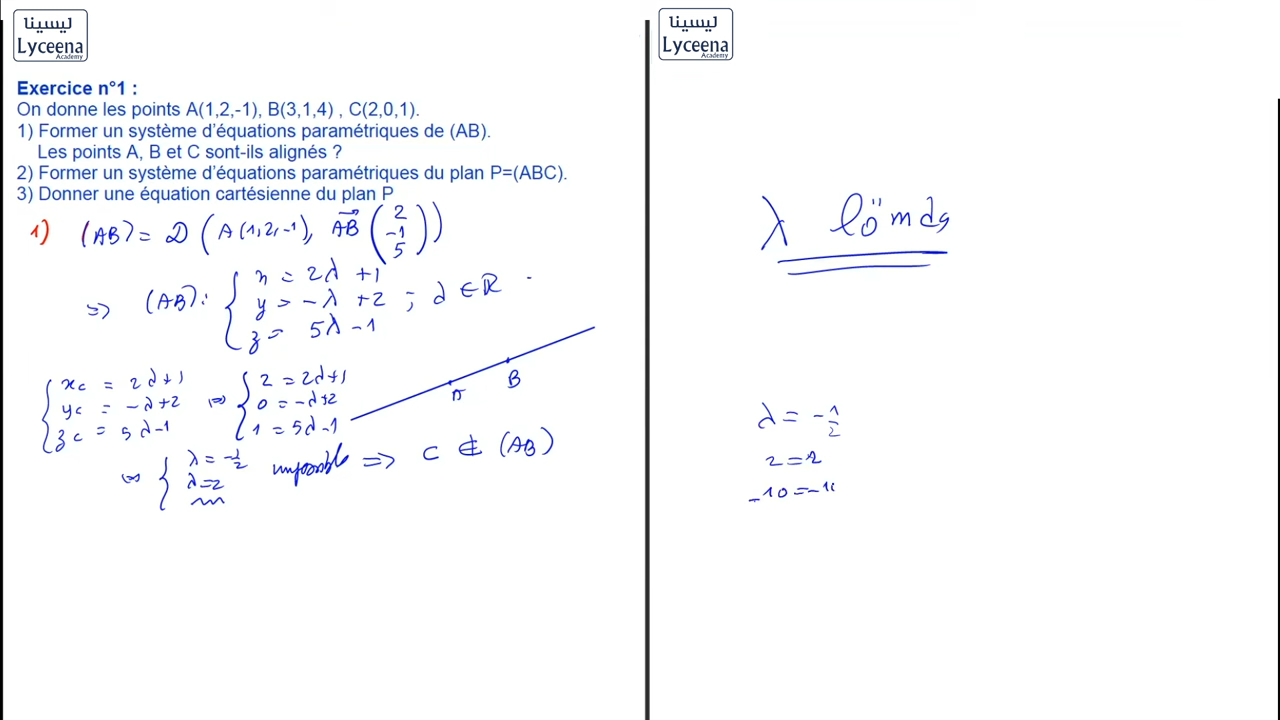 ليسينا
Lyceena
Academy
Exercice n°1 :
On donne les points A(1,2,-1), B(3,1,4) , C(2,0,1).
1) Former un système d'équations paramétriques de (AB).
Les points A, B et C sont-ils alignés ?
2) Former un système d'équations paramétriques du plan P=(ABC).
3) Donner une équation cartésienne du plan P
1) (AB) = D ( A(1,2,-1), AB⃗ ( 2 -1 5 ) )
=> (AB): { x = 2λ +1
y = -λ +2 ; λ ∈ ℝ
z = 5λ -1
{ xc = 2λ+1 <=> { 2 = 2λ+1
yc = -λ+2 0 = -λ+2
zc = 5λ-1 1 = 5λ-1
A B
<=> { λ = -1/2 impossible => C ∉ (AB)
λ = 2
ليسينا
Lyceena
Academy
λ
λ = -1/2
2 = 2
-10 = -10